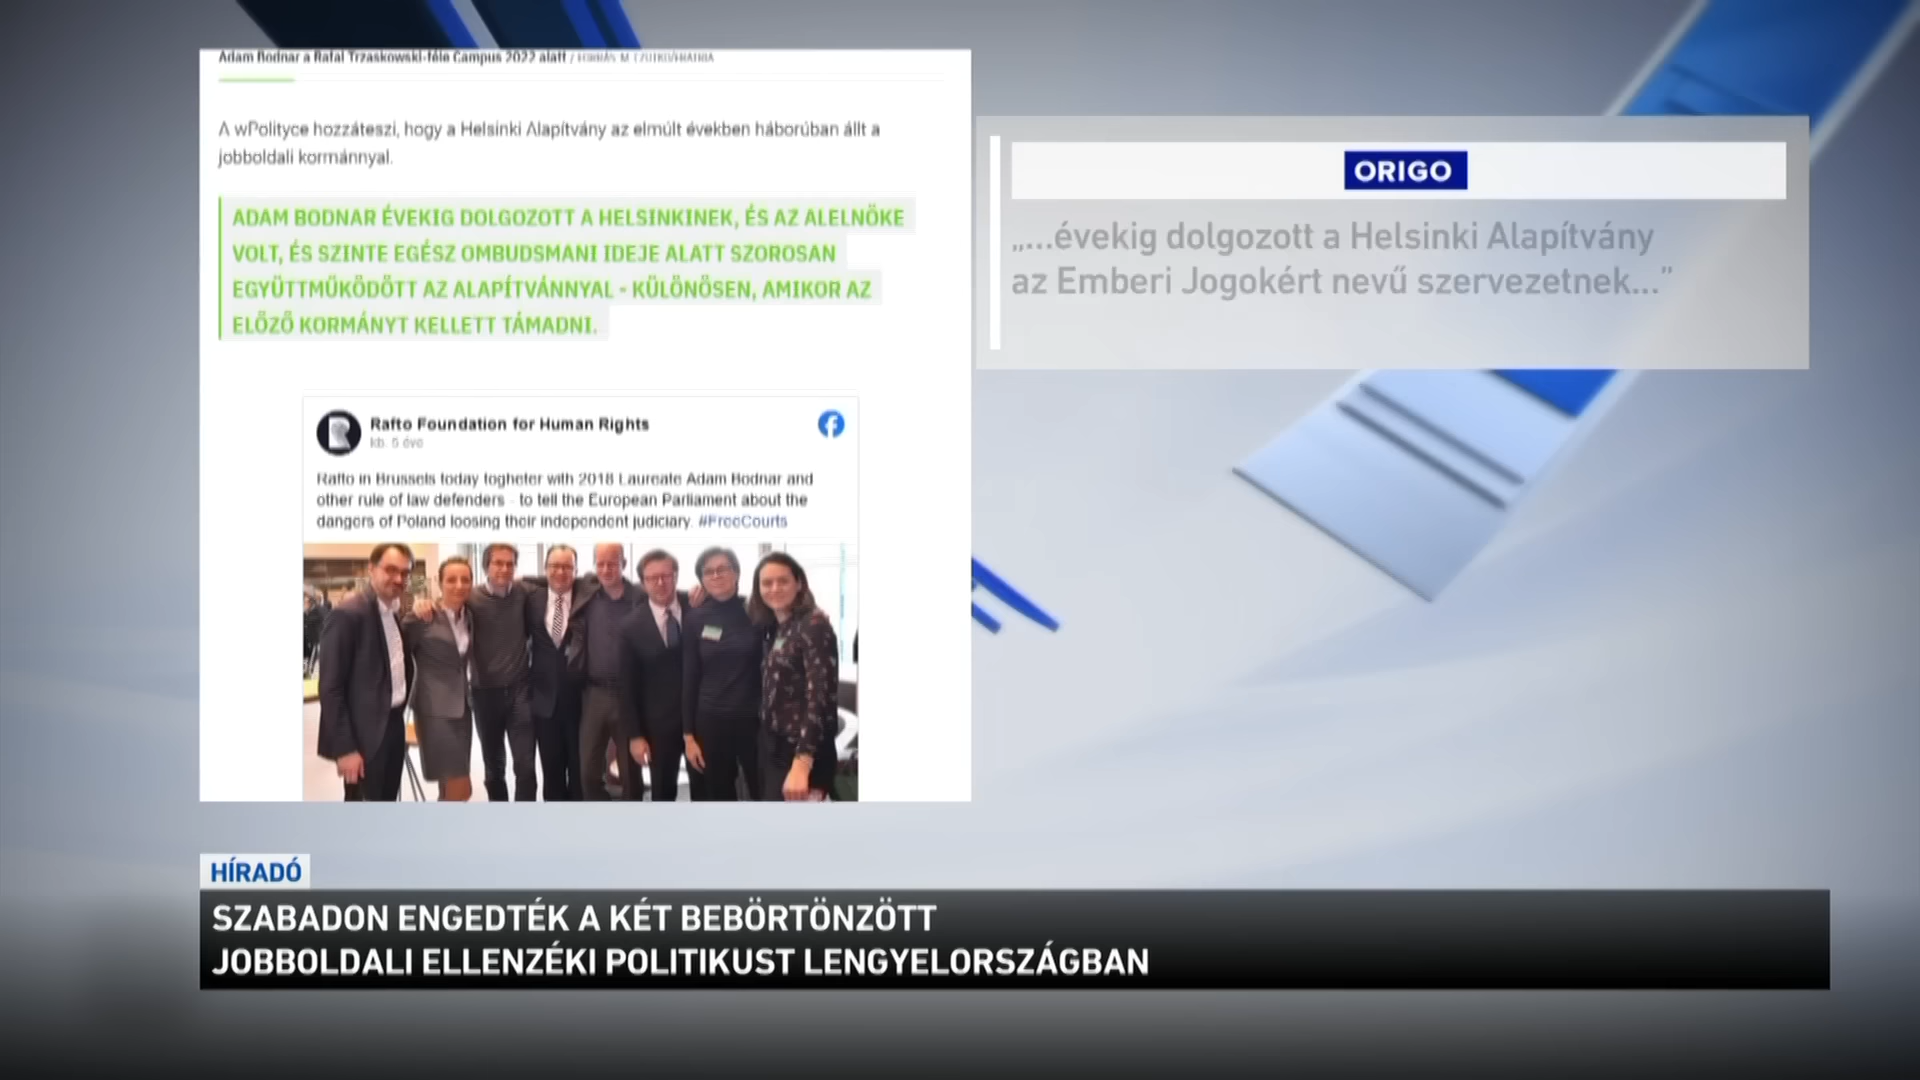 Adam Bodnar a Rafal Trzaskowski-féle Campus 2022 alatt /
A wPolityce hozzáteszi, hogy a Helsinki Alapítvány az elmúlt években háborúban állt a
jobboldali kormánnyal.
ADAM BODNAR ÉVEKIG DOLGOZOTT A HELSINKINEK, ÉS AZ ALELNÖKE
VOLT, ÉS SZINTE EGÉSZ OMBUDSMANI IDEJE ALATT SZOROSAN
EGYÜTTMŰKÖDÖTT AZ ALAPÍTVÁNNYAL - KÜLÖNÖSEN, AMIKOR AZ
ELŐZŐ KORMÁNYT KELLETT TÁMADNI.
Rafto Foundation for Human Rights
kb. 5 éve
Rafto in Brussels today togheter with 2018 Laureate Adam Bodnar and
other rule of law defenders - to tell the European Parliament about the
dangers of Poland loosing their independent judiciary. #FreeCourts
ORIGO
„...évekig dolgozott a Helsinki Alapítvány
az Emberi Jogokért nevű szervezetnek...”
HÍRADÓ
SZABADON ENGEDTÉK A KÉT BEBÖRTÖNZÖTT
JOBBOLDALI ELLENZÉKI POLITIKUST LENGYELORSZÁGBAN